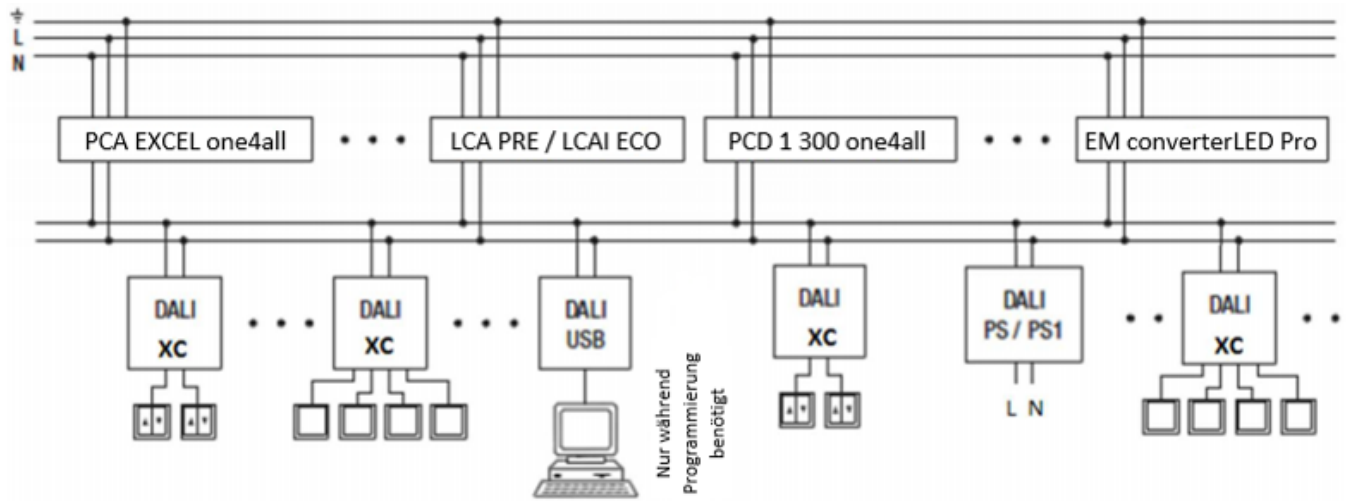 L
N
PCA EXCEL one4all
LCA PRE / LCAI ECO
PCD 1 300 one4all
EM converterLED Pro
DALI
XC
DALI
XC
DALI
USB
Nur während
Programmierung
benötigt
DALI
XC
DALI
PS / PS1
L N
DALI
XC